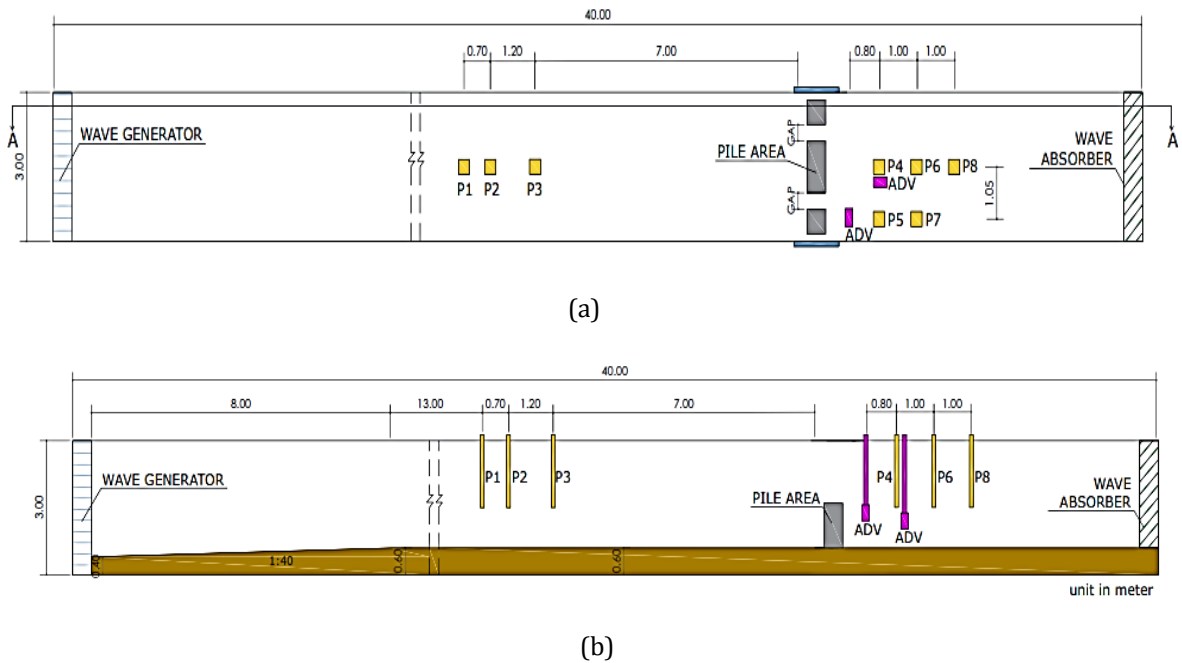 40.00
0.70 1.20 7.00 0.80 1.00 1.00
A A
WAVE GENERATOR
GAP
WAVE
ABSORBER
3.00
PILE AREA
P1 P2 P3
P4 P6 P8
ADV
1.05
GAP
P5 P7
ADV
(a)
40.00
8.00 13.00 0.70 1.20 7.00 0.80 1.00 1.00
WAVE GENERATOR
P1 P2 P3
P4 P6 P8
WAVE
ABSORBER
3.00
PILE AREA
ADV ADV
0.40 1:40 0.60 0.60
unit in meter
(b)